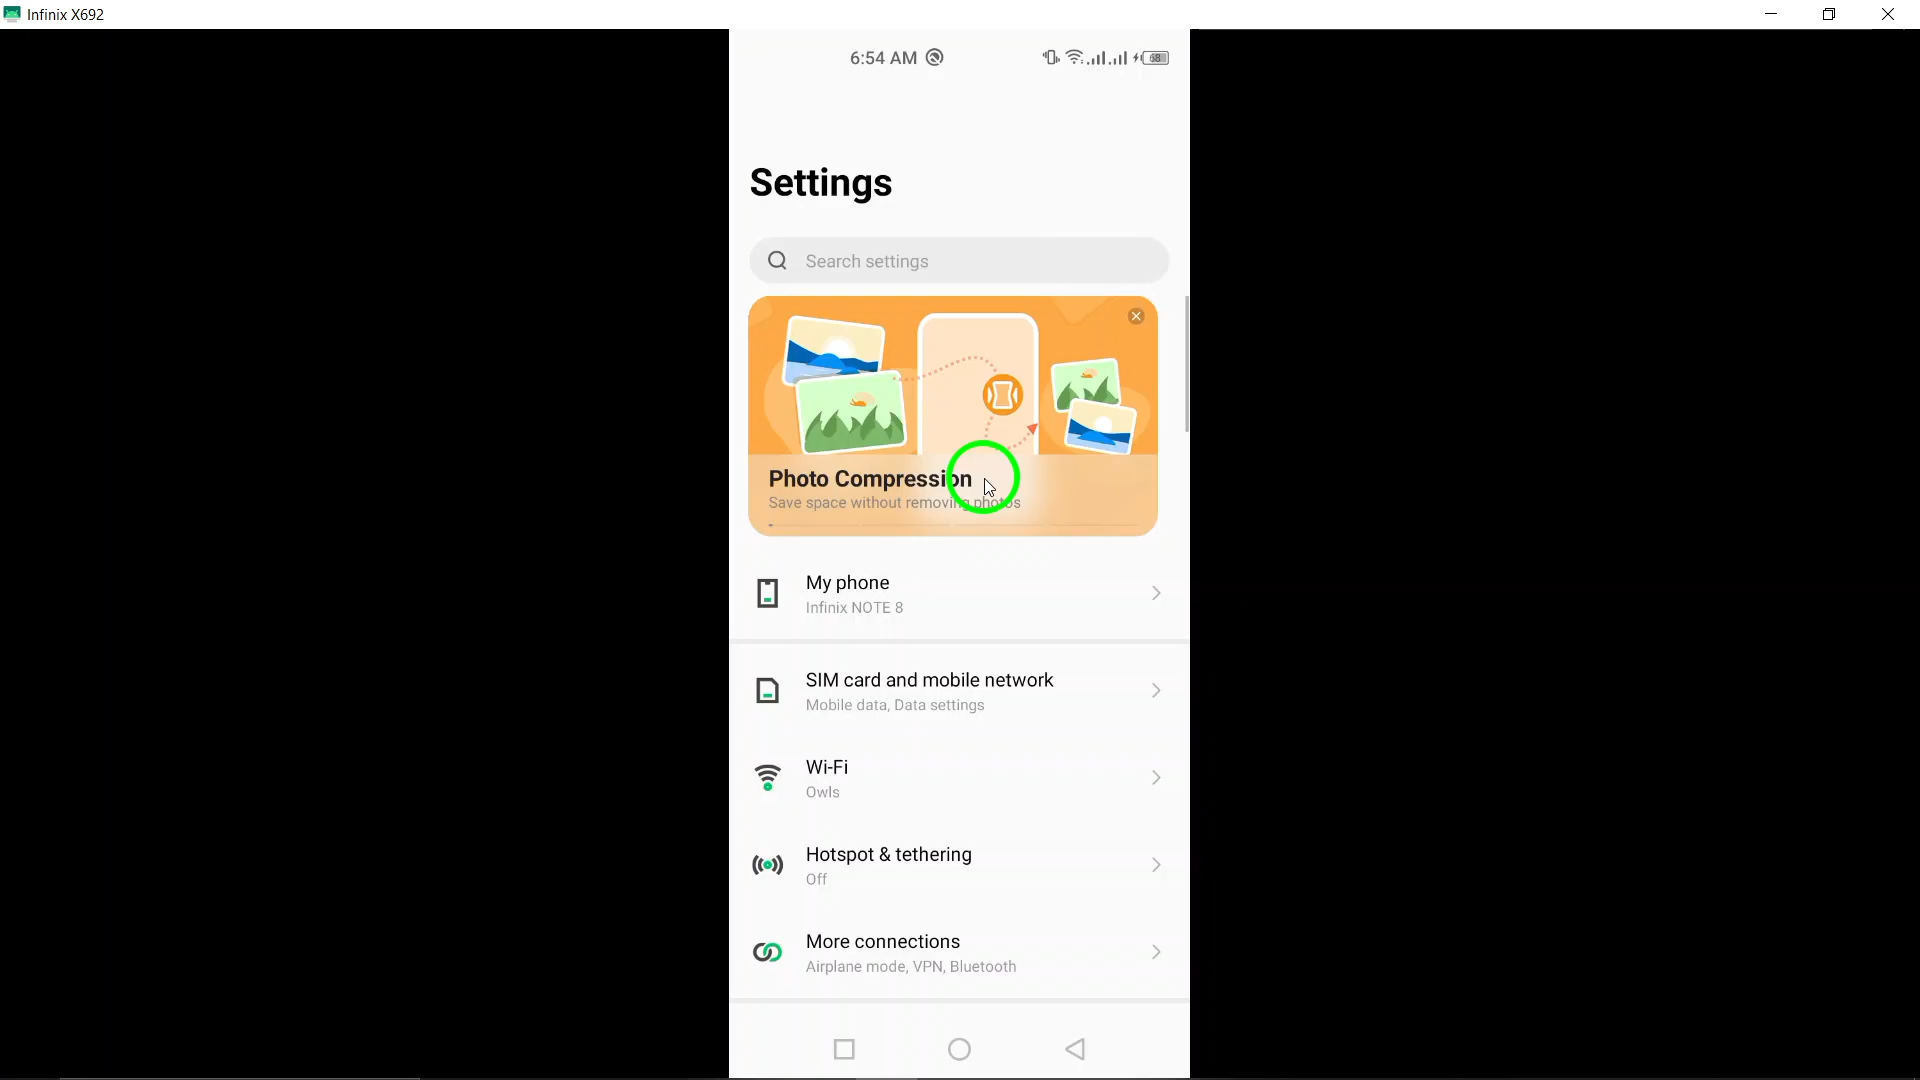 Infinix X692
6:54 AM
68
Settings
Search settings
Photo Compression
Save space without removing photos
My phone
Infinix NOTE 8
SIM card and mobile network
Mobile data, Data settings
Wi-Fi
Owls
Hotspot & tethering
Off
More connections
Airplane mode, VPN, Bluetooth